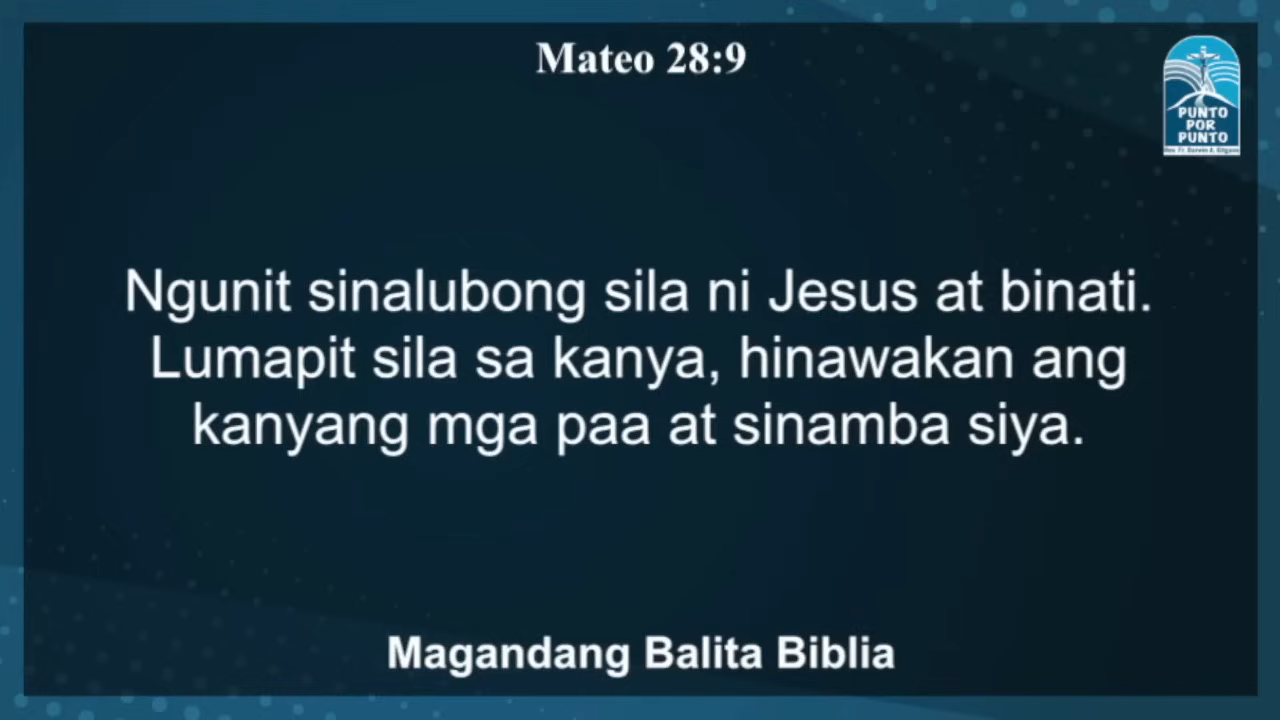 Mateo 28:9
PUNTO
POR
PUNTO
Ngunit sinalubong sila ni Jesus at binati.
Lumapit sila sa kanya, hinawakan ang
kanyang mga paa at sinamba siya.
Magandang Balita Biblia